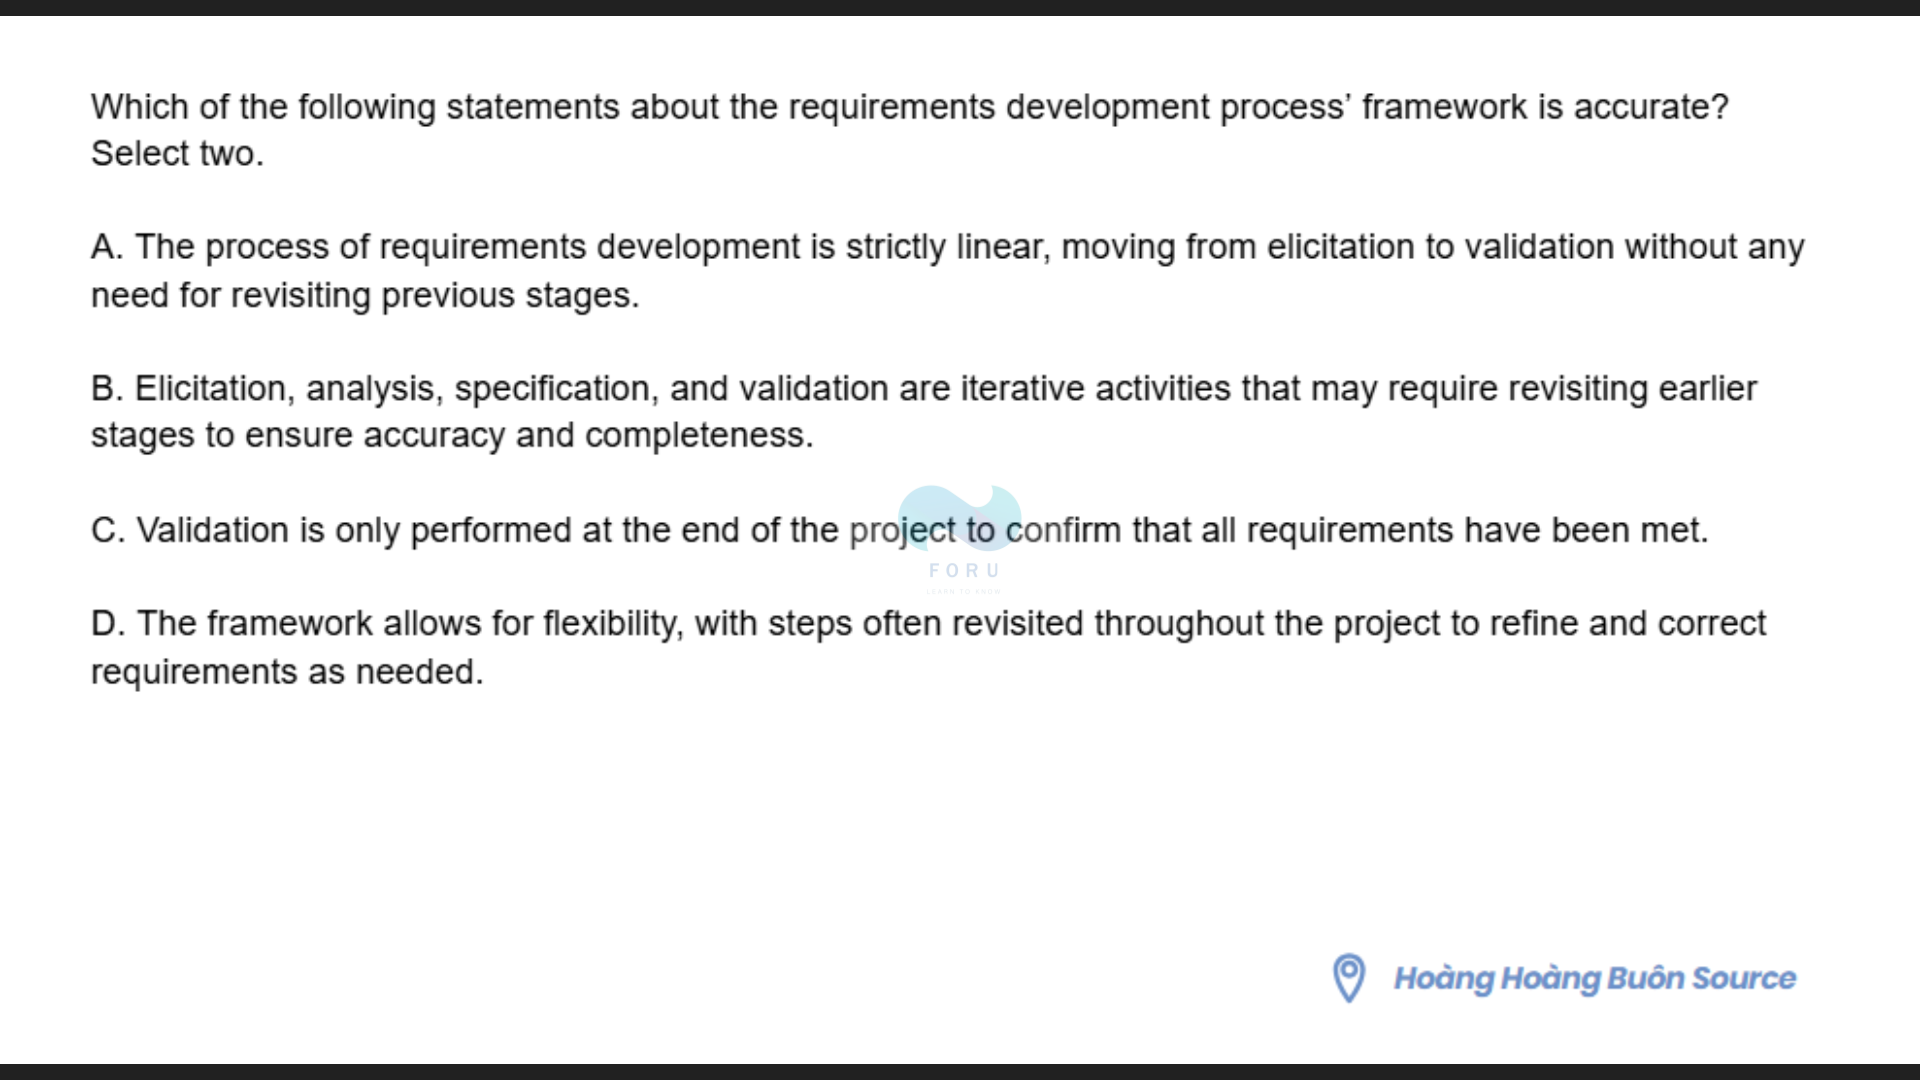 Which of the following statements about the requirements development process’ framework is accurate?
Select two.
A. The process of requirements development is strictly linear, moving from elicitation to validation without any
need for revisiting previous stages.
B. Elicitation, analysis, specification, and validation are iterative activities that may require revisiting earlier
stages to ensure accuracy and completeness.
C. Validation is only performed at the end of the project to confirm that all requirements have been met.
FORU
LEARN TO KNOW
D. The framework allows for flexibility, with steps often revisited throughout the project to refine and correct
requirements as needed.
Hoàng Hoàng Buôn Source